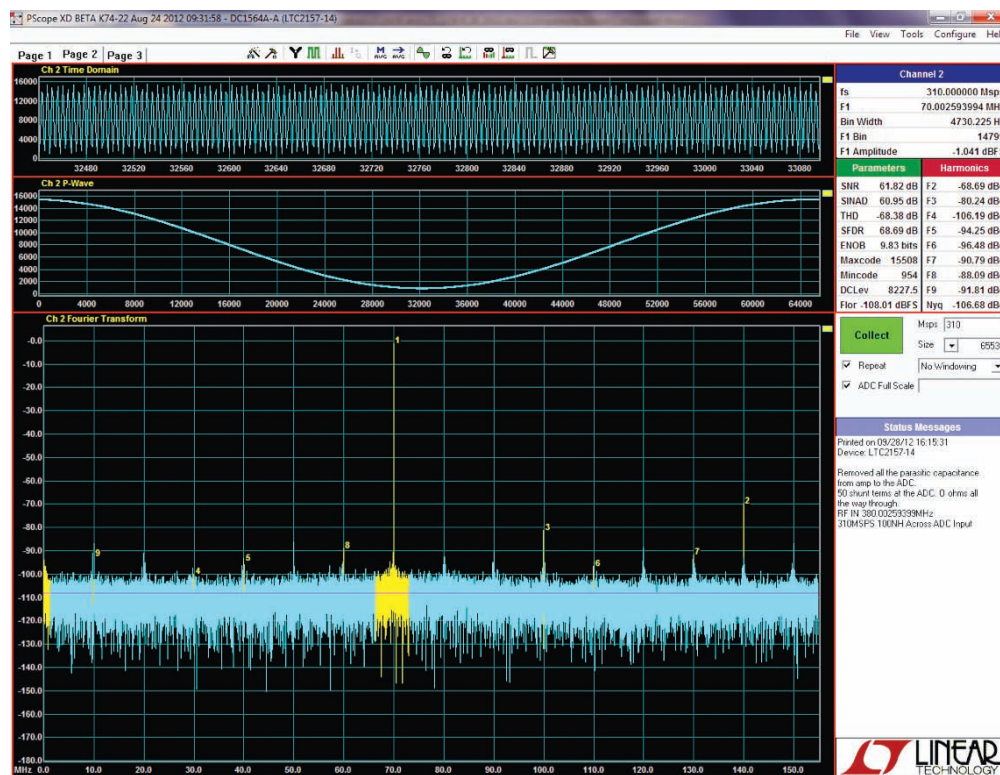 PScope XD BETA K74-22 Aug 24 2012 09:31:58 - DC1564A-A (LTC2157-14)
File View Tools Configure Hel
Page 1 Page 2 Page 3
M AVG AVG
Ch 2 Time Domain
16000
12000
8000
4000
0
32480 32520 32560 32600 32640 32680 32720 32760 32800 32840 32880 32920 32960 33000 33040 33080
Ch 2 P-Wave
16000
14000
12000
10000
8000
6000
4000
2000
0 4000 8000 12000 16000 20000 24000 28000 32000 36000 40000 44000 48000 52000 56000 60000 64000
Ch 2 Fourier Transform
-0.0
-10.0
-20.0
-30.0
-40.0
-50.0
-60.0
-70.0
-80.0
-90.0
-100.0
-110.0
-120.0
-130.0
-140.0
-150.0
-160.0
-170.0
-180.0
1
2
3
4
5
6
7
8
9
MHz 0.0 10.0 20.0 30.0 40.0 50.0 60.0 70.0 80.0 90.0 100.0 110.0 120.0 130.0 140.0 150.0
Channel 2
fs 310.000000 Msp
F1 70.002593994 MH
Bin Width 4730.225 H
F1 Bin 1479
F1 Amplitude -1.041 dBF
Parameters Harmonics
SNR 61.82 dB F2 -68.69 dB
SINAD 60.95 dB F3 -80.24 dB
THD -68.38 dB F4 -106.19 dB
SFDR 68.69 dB F5 -94.25 dB
ENOB 9.83 bits F6 -96.48 dB
Maxcode 15508 F7 -90.79 dB
Mincode 954 F8 -88.09 dB
DCLev 8227.5 F9 -91.81 dB
Flor -108.01 dBFS Nyq -106.68 dB
Collect
Msps 310
Size 6553
Repeat No Windowing
ADC Full Scale
Status Messages
Printed on 09/28/12 16:15:31
Device: LTC2157-14
Removed all the parasitic capacitance
from amp to the ADC.
50 shunt terms at the ADC. 0 ohms all
the way through.
RF IN 380.00259399MHz
310MSPS 100NH Across ADC Input
LINEAR
TECHNOLOGY